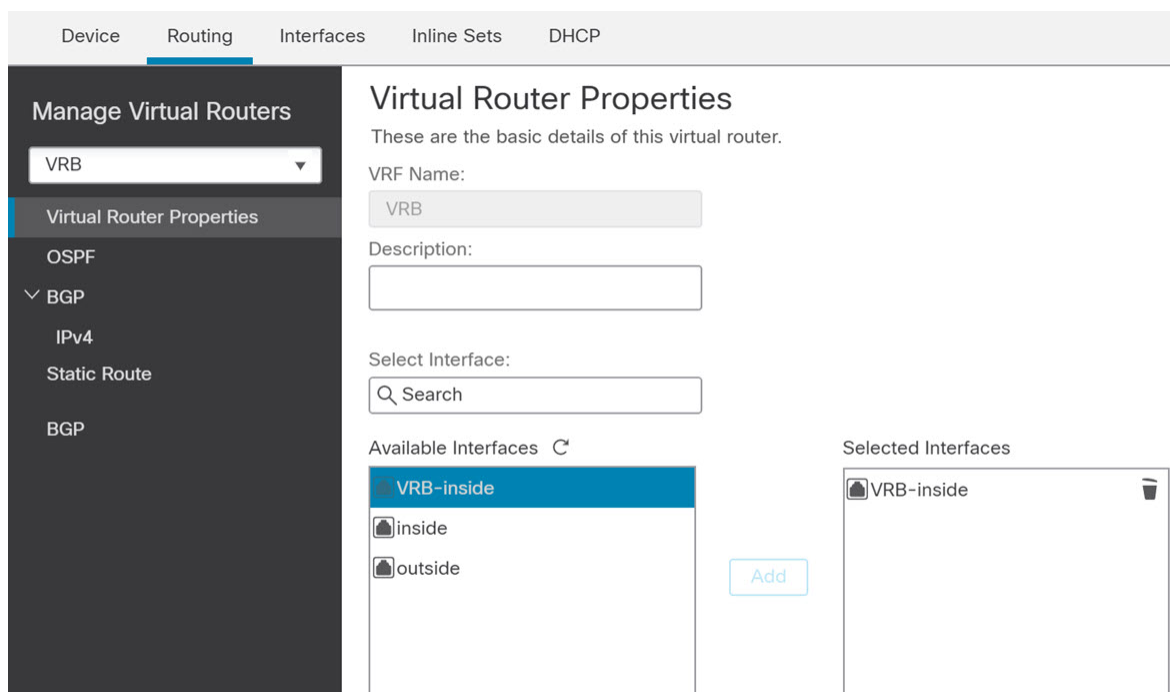 Device Routing Interfaces Inline Sets DHCP
Manage Virtual Routers
VRB
Virtual Router Properties
OSPF
BGP
IPv4
Static Route
BGP
Virtual Router Properties
These are the basic details of this virtual router.
VRF Name:
VRB
Description:
Select Interface:
Search
Available Interfaces
VRB-inside
inside
outside
Add
Selected Interfaces
VRB-inside